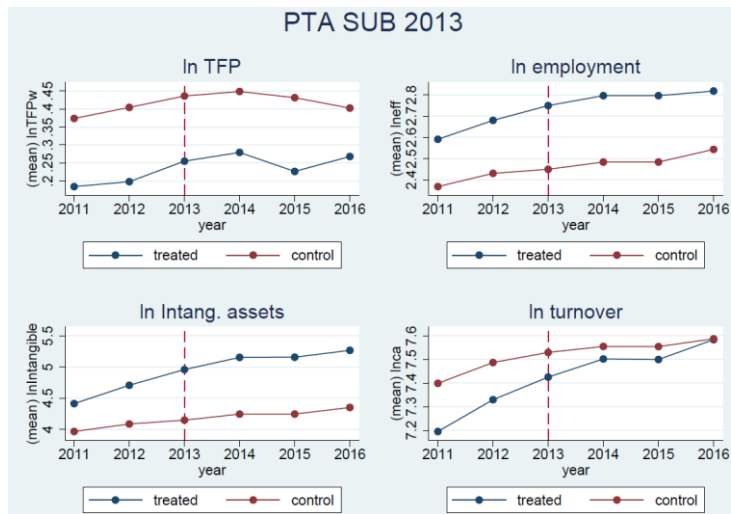 PTA SUB 2013
ln TFP
(mean) lnTFPw
.2 .25 .3 .35 .4 .45
2011 2012 2013 2014 2015 2016
year
treated control
ln employment
(mean) lneff
2.4 2.5 2.6 2.7 2.8
2011 2012 2013 2014 2015 2016
year
treated control
ln Intang. assets
(mean) lnIntangible
4 4.5 5 5.5
2011 2012 2013 2014 2015 2016
year
treated control
ln turnover
(mean) lnca
7.2 7.3 7.4 7.5 7.6
2011 2012 2013 2014 2015 2016
year
treated control